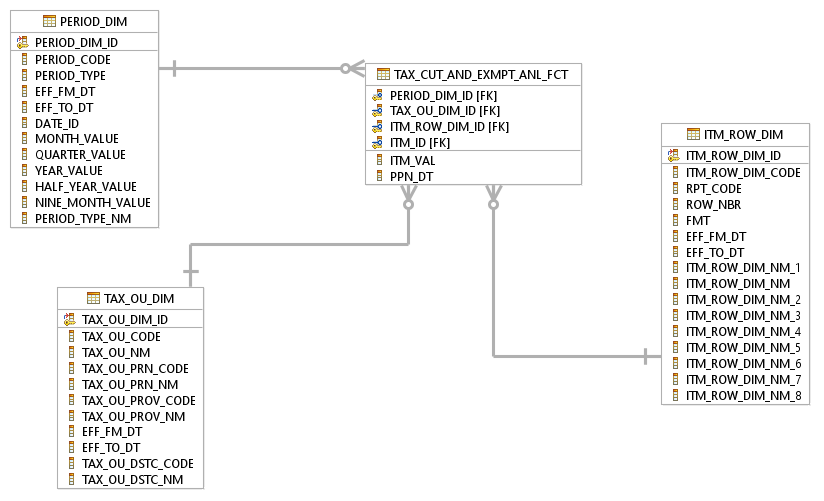 PERIOD_DIM
PERIOD_DIM_ID
PERIOD_CODE
PERIOD_TYPE
EFF_FM_DT
EFF_TO_DT
DATE_ID
MONTH_VALUE
QUARTER_VALUE
YEAR_VALUE
HALF_YEAR_VALUE
NINE_MONTH_VALUE
PERIOD_TYPE_NM
TAX_CUT_AND_EXMPT_ANL_FCT
PERIOD_DIM_ID [FK]
TAX_OU_DIM_ID [FK]
ITM_ROW_DIM_ID [FK]
ITM_ID [FK]
ITM_VAL
PPN_DT
ITM_ROW_DIM
ITM_ROW_DIM_ID
ITM_ROW_DIM_CODE
RPT_CODE
ROW_NBR
FMT
EFF_FM_DT
EFF_TO_DT
ITM_ROW_DIM_NM_1
ITM_ROW_DIM_NM
ITM_ROW_DIM_NM_2
ITM_ROW_DIM_NM_3
ITM_ROW_DIM_NM_4
ITM_ROW_DIM_NM_5
ITM_ROW_DIM_NM_6
ITM_ROW_DIM_NM_7
ITM_ROW_DIM_NM_8
TAX_OU_DIM
TAX_OU_DIM_ID
TAX_OU_CODE
TAX_OU_NM
TAX_OU_PRN_CODE
TAX_OU_PRN_NM
TAX_OU_PROV_CODE
TAX_OU_PROV_NM
EFF_FM_DT
EFF_TO_DT
TAX_OU_DSTC_CODE
TAX_OU_DSTC_NM